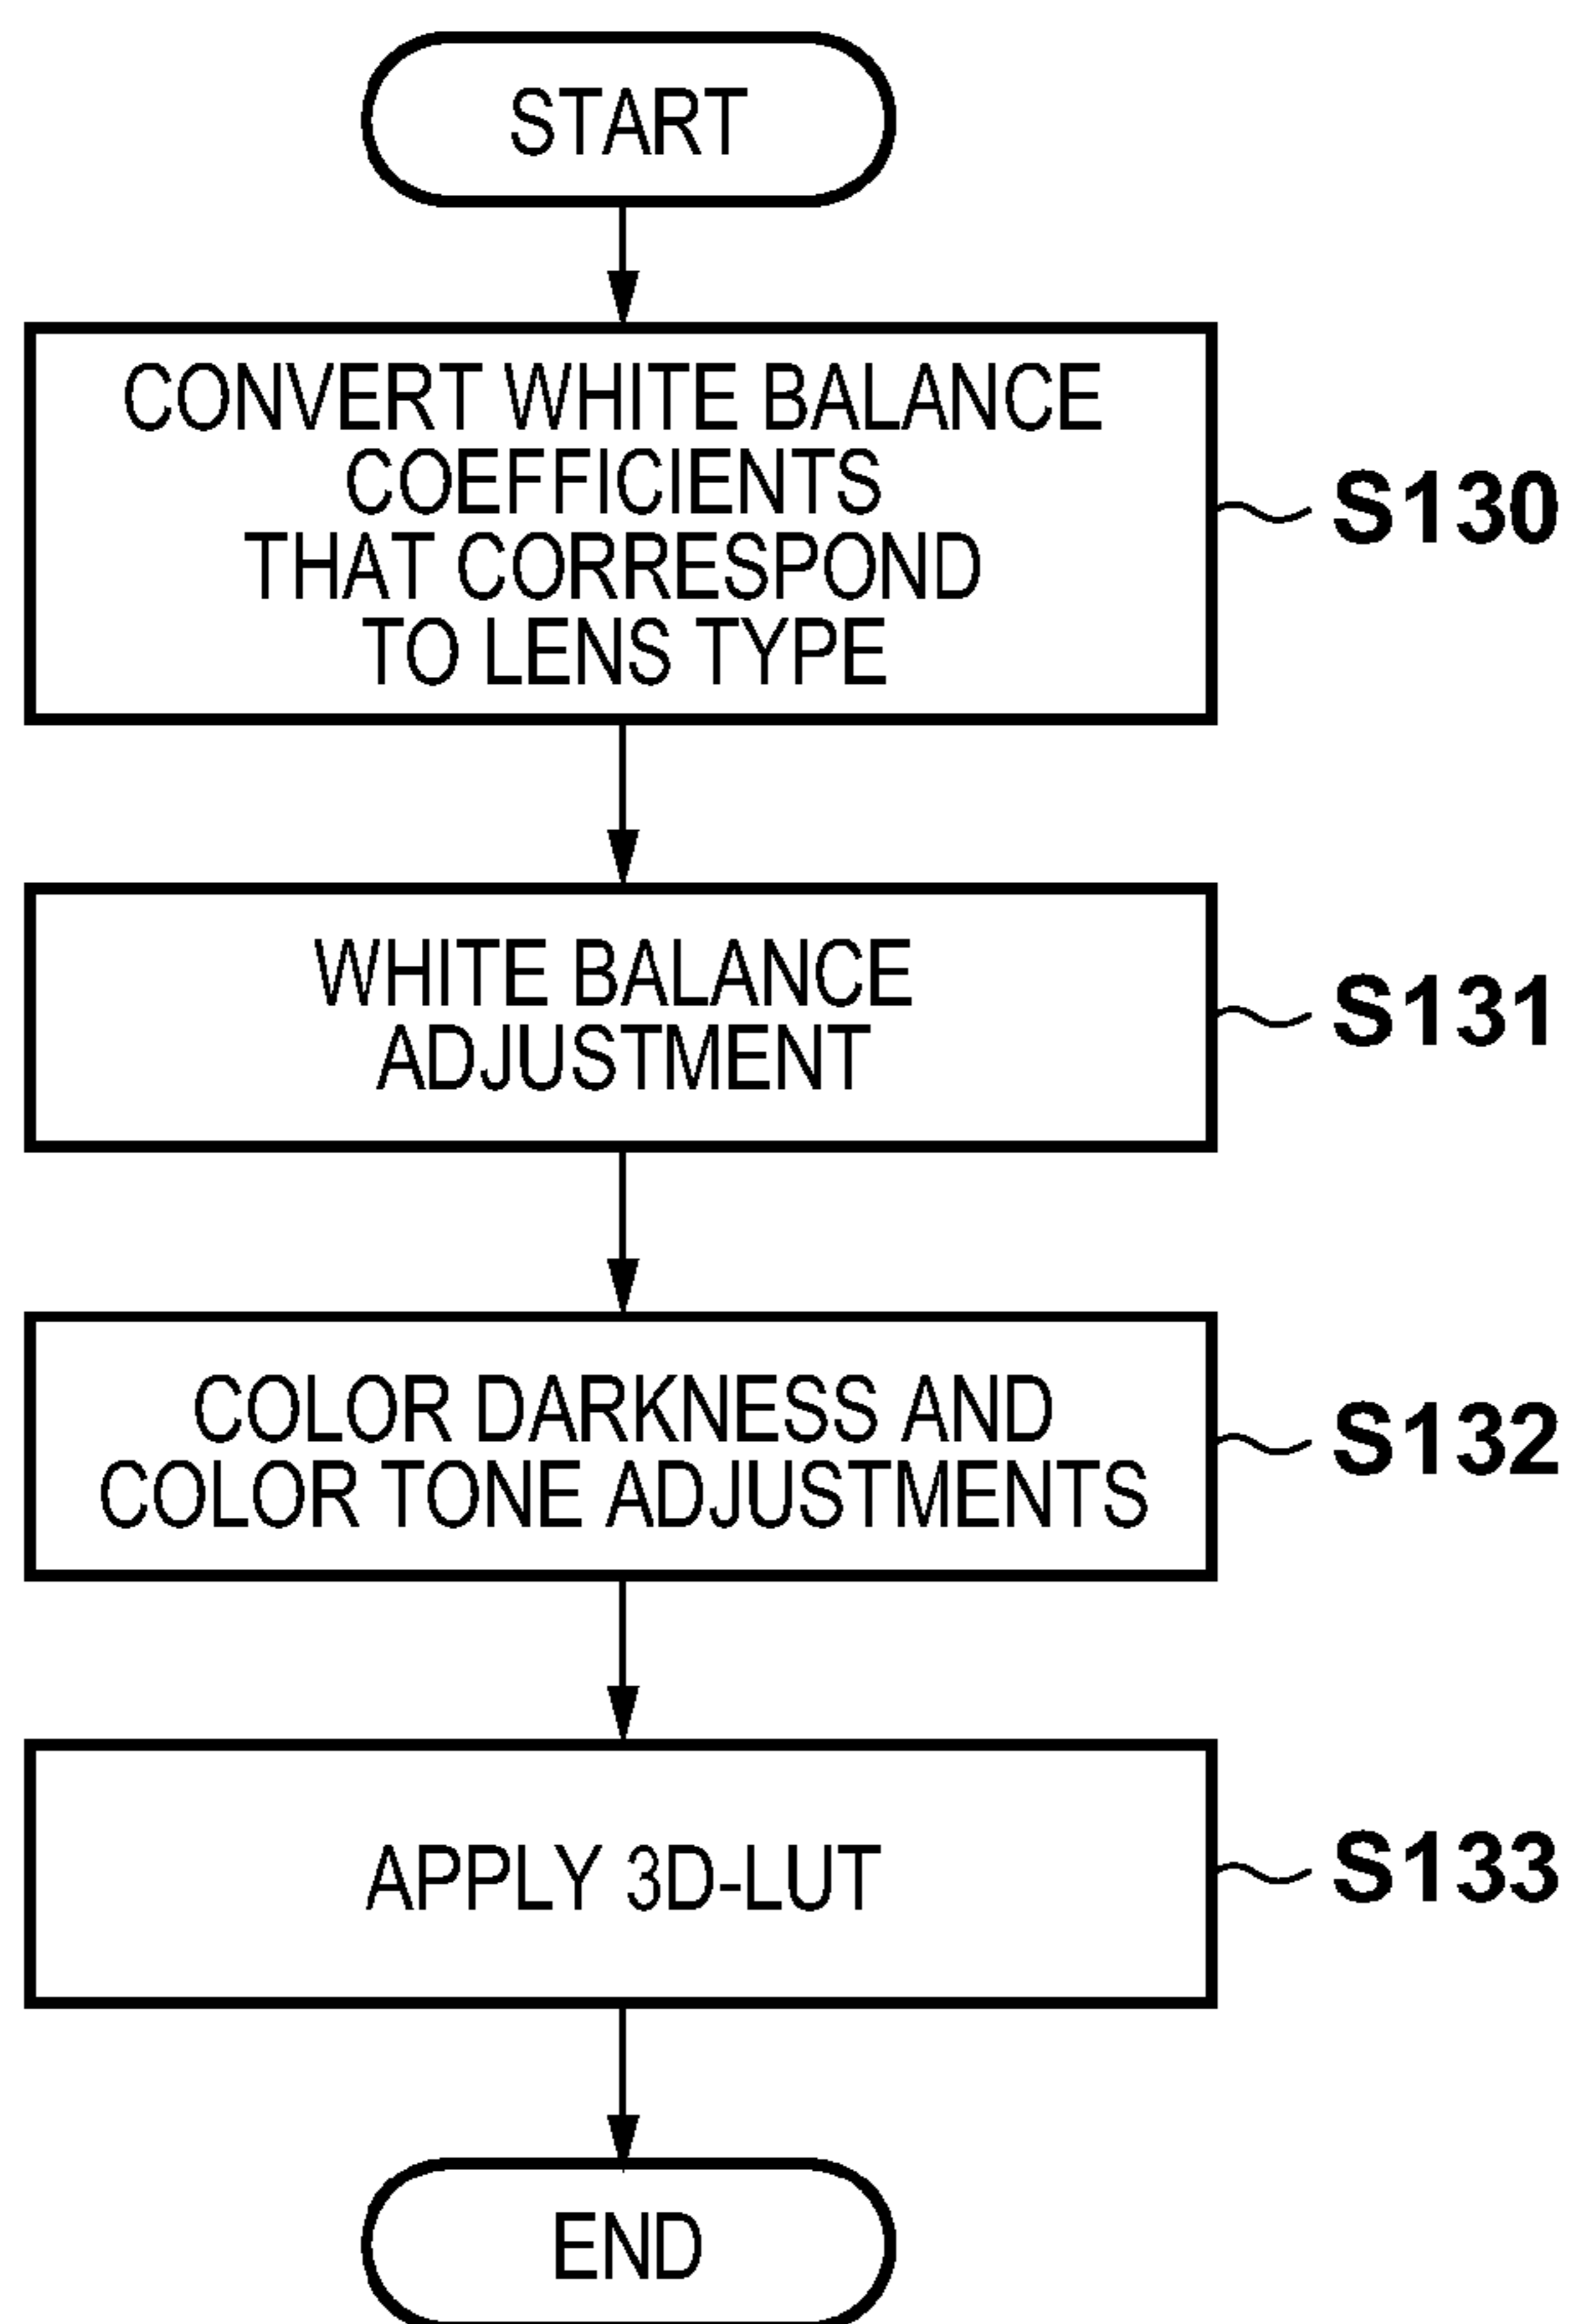 START
CONVERT WHITE BALANCE
COEFFICIENTS
THAT CORRESPOND
TO LENS TYPE
S130
WHITE BALANCE
ADJUSTMENT
S131
COLOR DARKNESS AND
COLOR TONE ADJUSTMENTS
S132
APPLY 3D-LUT
S133
END